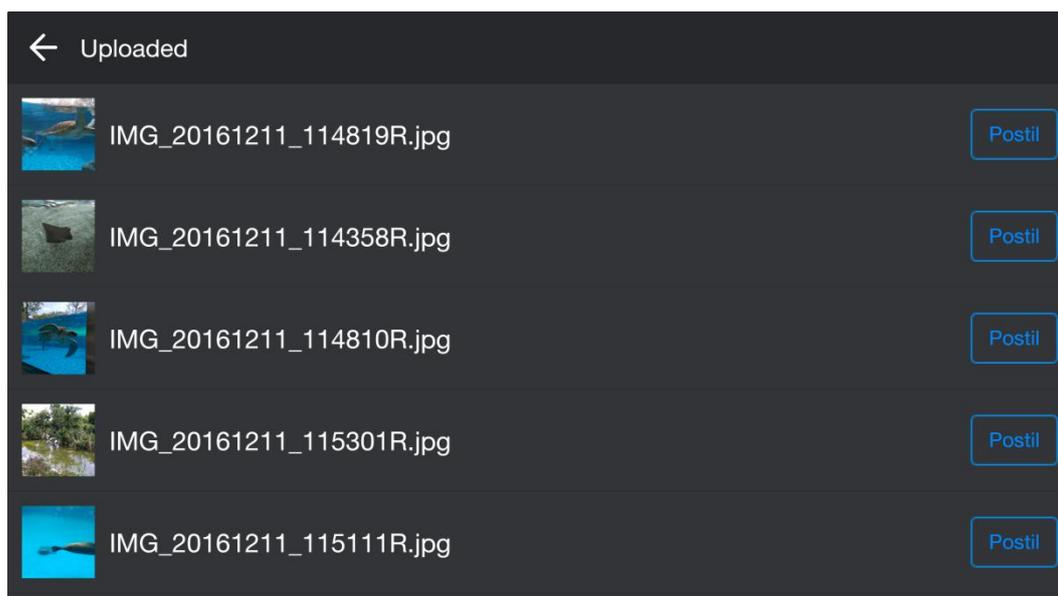 Uploaded
IMG_20161211_114819R.jpg Postil
IMG_20161211_114358R.jpg Postil
IMG_20161211_114810R.jpg Postil
IMG_20161211_115301R.jpg Postil
IMG_20161211_115111R.jpg Postil